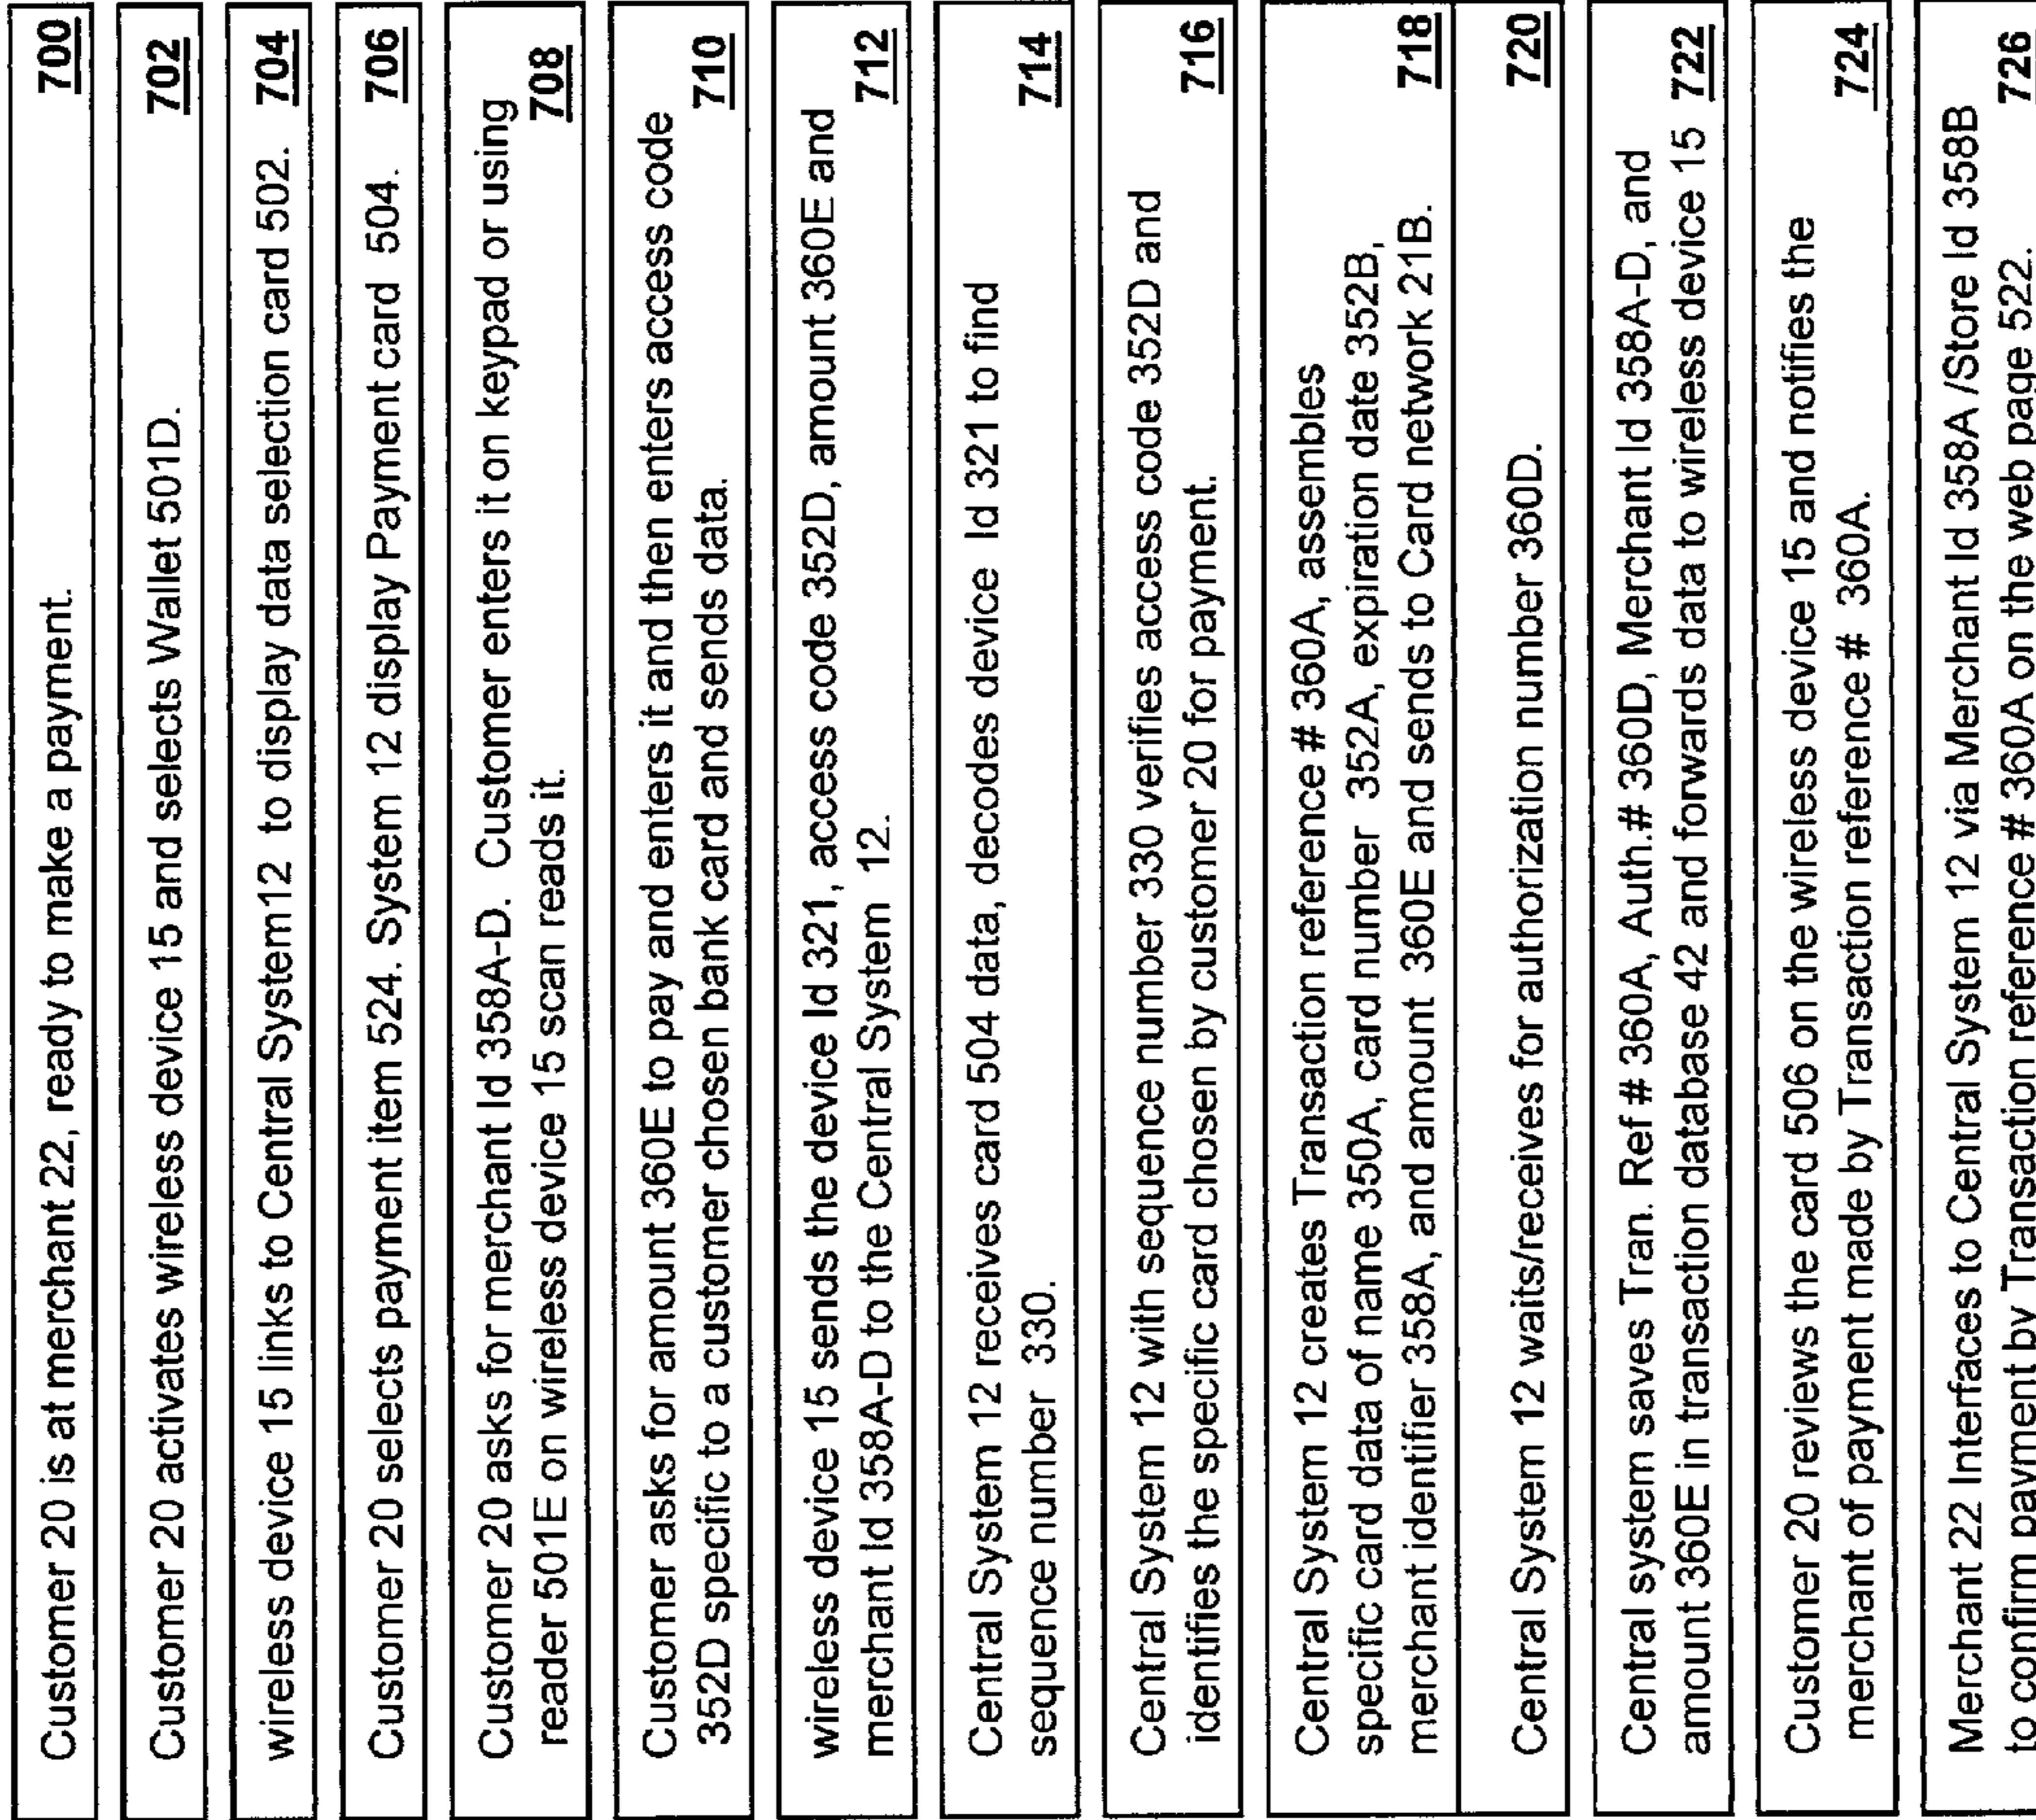 Customer 20 is at merchant 22, ready to make a payment. 700
Customer 20 activates wireless device 15 and selects Wallet 501D. 702
wireless device 15 links to Central System12 to display data selection card 502. 704
Customer 20 selects payment item 524. System 12 display Payment card 504. 706
Customer 20 asks for merchant Id 358A-D. Customer enters it on keypad or using
reader 501E on wireless device 15 scan reads it. 708
Customer asks for amount 360E to pay and enters it and then enters access code
352D specific to a customer chosen bank card and sends data. 710
wireless device 15 sends the device Id 321, access code 352D, amount 360E and
merchant Id 358A-D to the Central System 12. 712
Central System 12 receives card 504 data, decodes device Id 321 to find
sequence number 330. 714
Central System 12 with sequence number 330 verifies access code 352D and
identifies the specific card chosen by customer 20 for payment. 716
Central System 12 creates Transaction reference # 360A, assembles
specific card data of name 350A, card number 352A, expiration date 352B,
merchant identifier 358A, and amount 360E and sends to Card network 21B. 718
Central System 12 waits/receives for authorization number 360D. 720
Central system saves Tran. Ref # 360A, Auth.# 360D, Merchant Id 358A-D, and
amount 360E in transaction database 42 and forwards data to wireless device 15 722
Customer 20 reviews the card 506 on the wireless device 15 and notifies the
merchant of payment made by Transaction reference # 360A. 724
Merchant 22 Interfaces to Central System 12 via Merchant Id 358A /Store Id 358B
to confirm payment by Transaction reference # 360A on the web page 522. 726